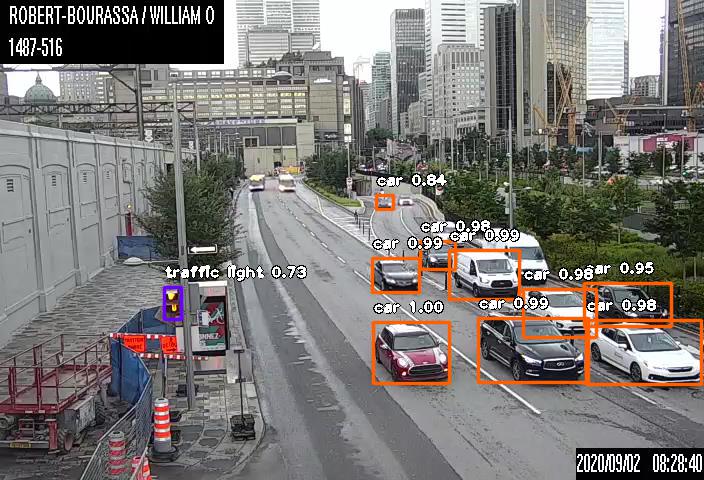 ROBERT-BOURASSA / WILLIAM O
1487-516
car 0.84
car 0.98
car 0.99
car 0.99
car 0.98
car 0.95
traffic light 0.73
car 1.00
car 0.99
car 0.98
2020/09/02 08:28:40